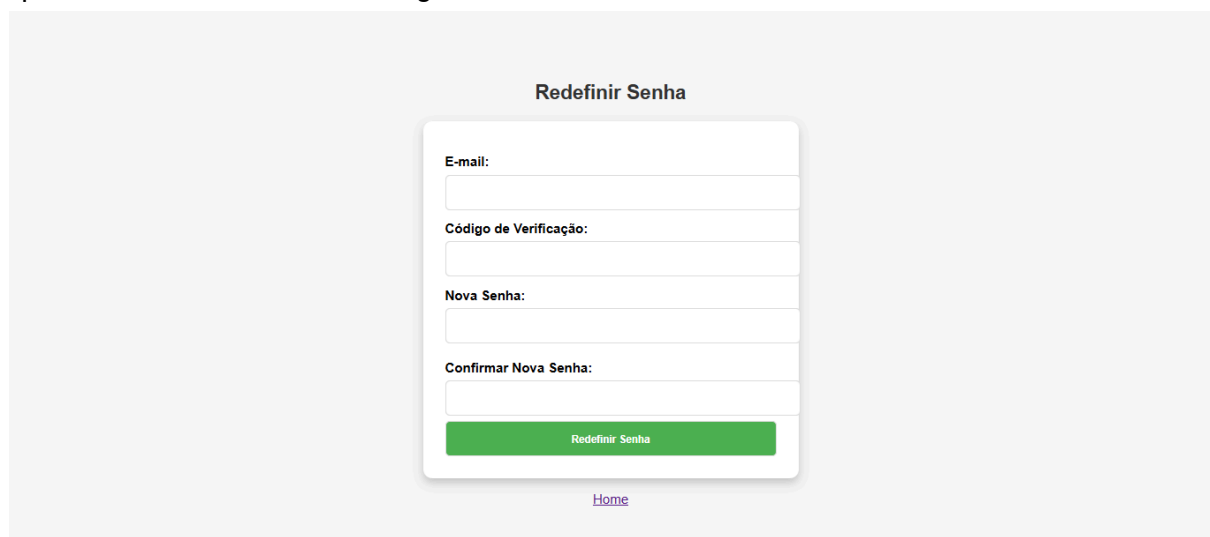 Redefinir Senha
E-mail:
Código de Verificação:
Nova Senha:
Confirmar Nova Senha:
Redefinir Senha
Home